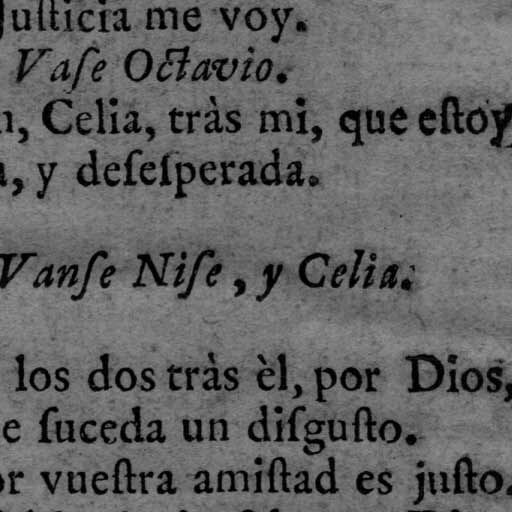 Justicia me voy.
Vaſe Octavio.
, Celia, tràs mi, que eſtoy
, y deſeſperada.
Vanſe Niſe, y Celia.
los dos tràs èl, por Dios,
e ſuceda un diſguſto.
or vueſtra amiſtad es juſto.